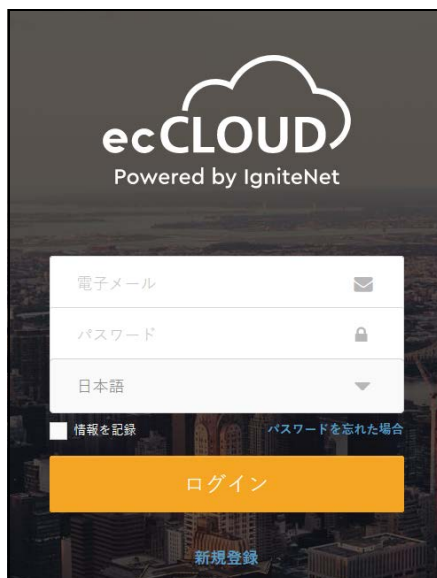 ecCLOUD
Powered by IgniteNet
電子メール
パスワード
日本語
情報を記録
パスワードを忘れた場合
ログイン
新規登録